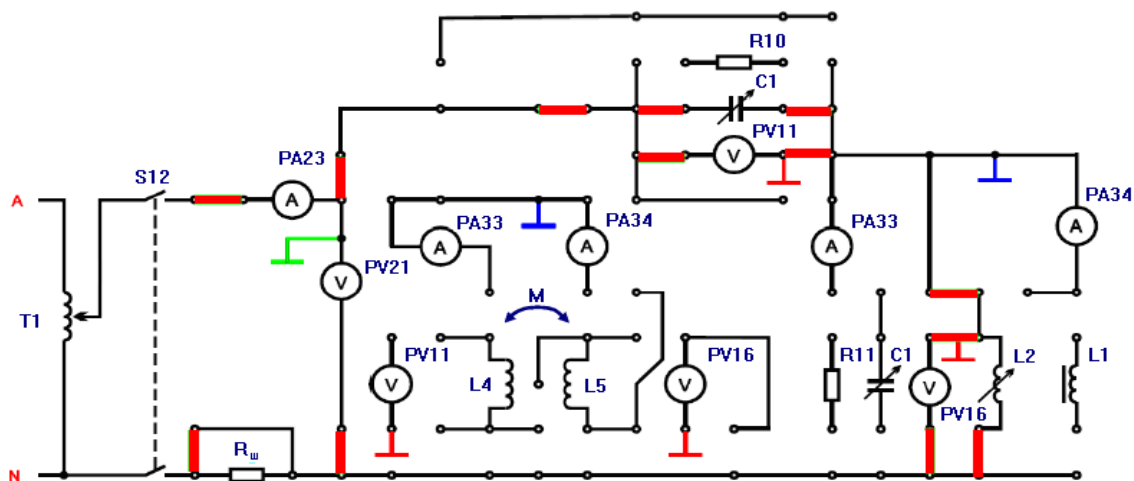 R10
C1
PV11
PA23
S12
A
A
PA33
PA34
PA34
A
A
PA33
A
A
PV21
V
V
M
T1
PV11
V
L4
L5
PV16
V
R11
C1
V
L2
L1
PV16
Rш
N